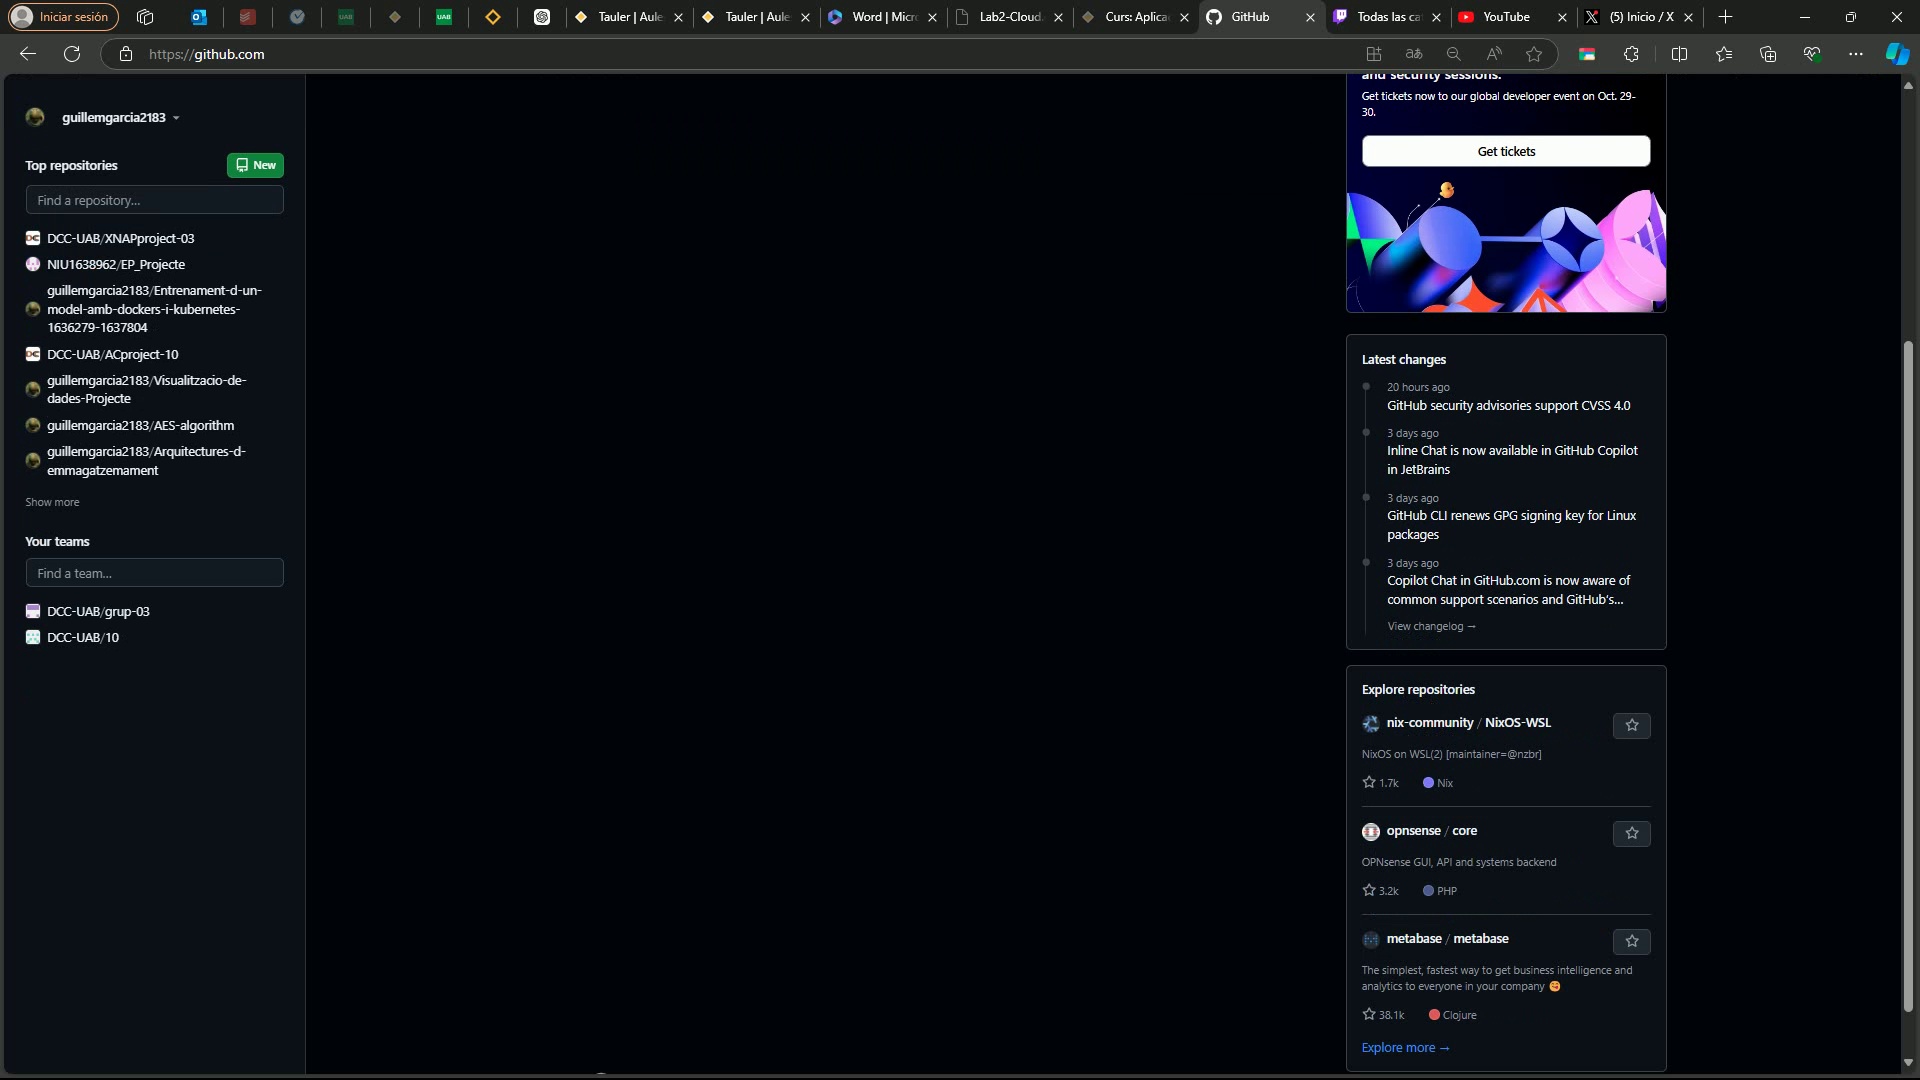 Iniciar sesión
UAB
UAB
Tauler | Aule
Tauler | Aule
Word | Micr
Lab2-Cloud.
Curs: Aplica
GitHub
Todas las ca
YouTube
(5) Inicio / X
https://github.com
guillemgarcia2183
Top repositories
New
Find a repository...
DCC-UAB/XNAPproject-03
NIU1638962/EP_Projecte
guillemgarcia2183/Entrenament-d-un-
model-amb-dockers-i-kubernetes-
1636279-1637804
DCC-UAB/ACproject-10
guillemgarcia2183/Visualitzacio-de-
dades-Projecte
guillemgarcia2183/AES-algorithm
guillemgarcia2183/Arquitectures-d-
emmagatzemament
Show more
Your teams
Find a team...
DCC-UAB/grup-03
DCC-UAB/10
and security sessions.
Get tickets now to our global developer event on Oct. 29-
30.
Get tickets
Latest changes
20 hours ago
GitHub security advisories support CVSS 4.0
3 days ago
Inline Chat is now available in GitHub Copilot
in JetBrains
3 days ago
GitHub CLI renews GPG signing key for Linux
packages
3 days ago
Copilot Chat in GitHub.com is now aware of
common support scenarios and GitHub's...
View changelog →
Explore repositories
nix-community / NixOS-WSL
NixOS on WSL(2) [maintainer=@nzbr]
1.7k Nix
opnsense / core
OPNsense GUI, API and systems backend
3.2k PHP
metabase / metabase
The simplest, fastest way to get business intelligence and
analytics to everyone in your company 😋
38.1k Clojure
Explore more →